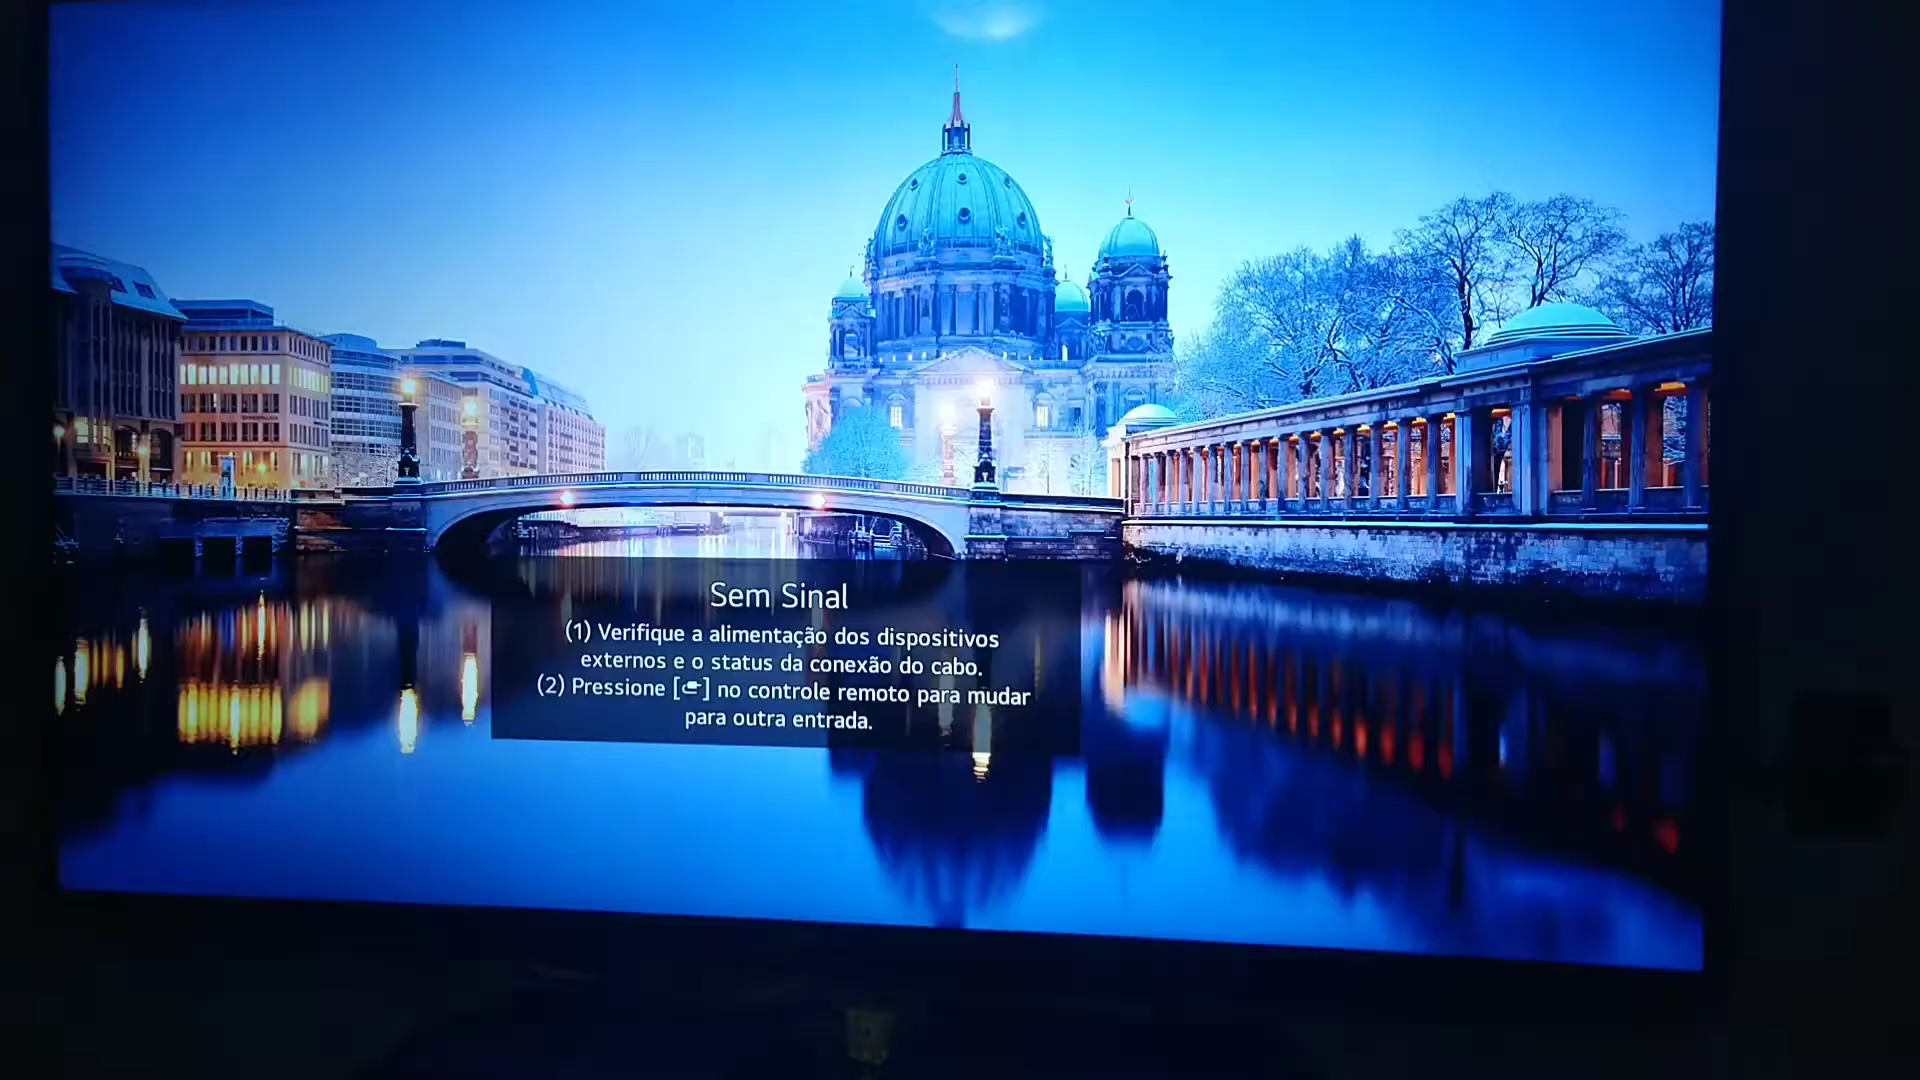 Sem Sinal
(1) Verifique a alimentação dos dispositivos
externos e o status da conexão do cabo.
(2) Pressione [] no controle remoto para mudar
para outra entrada.